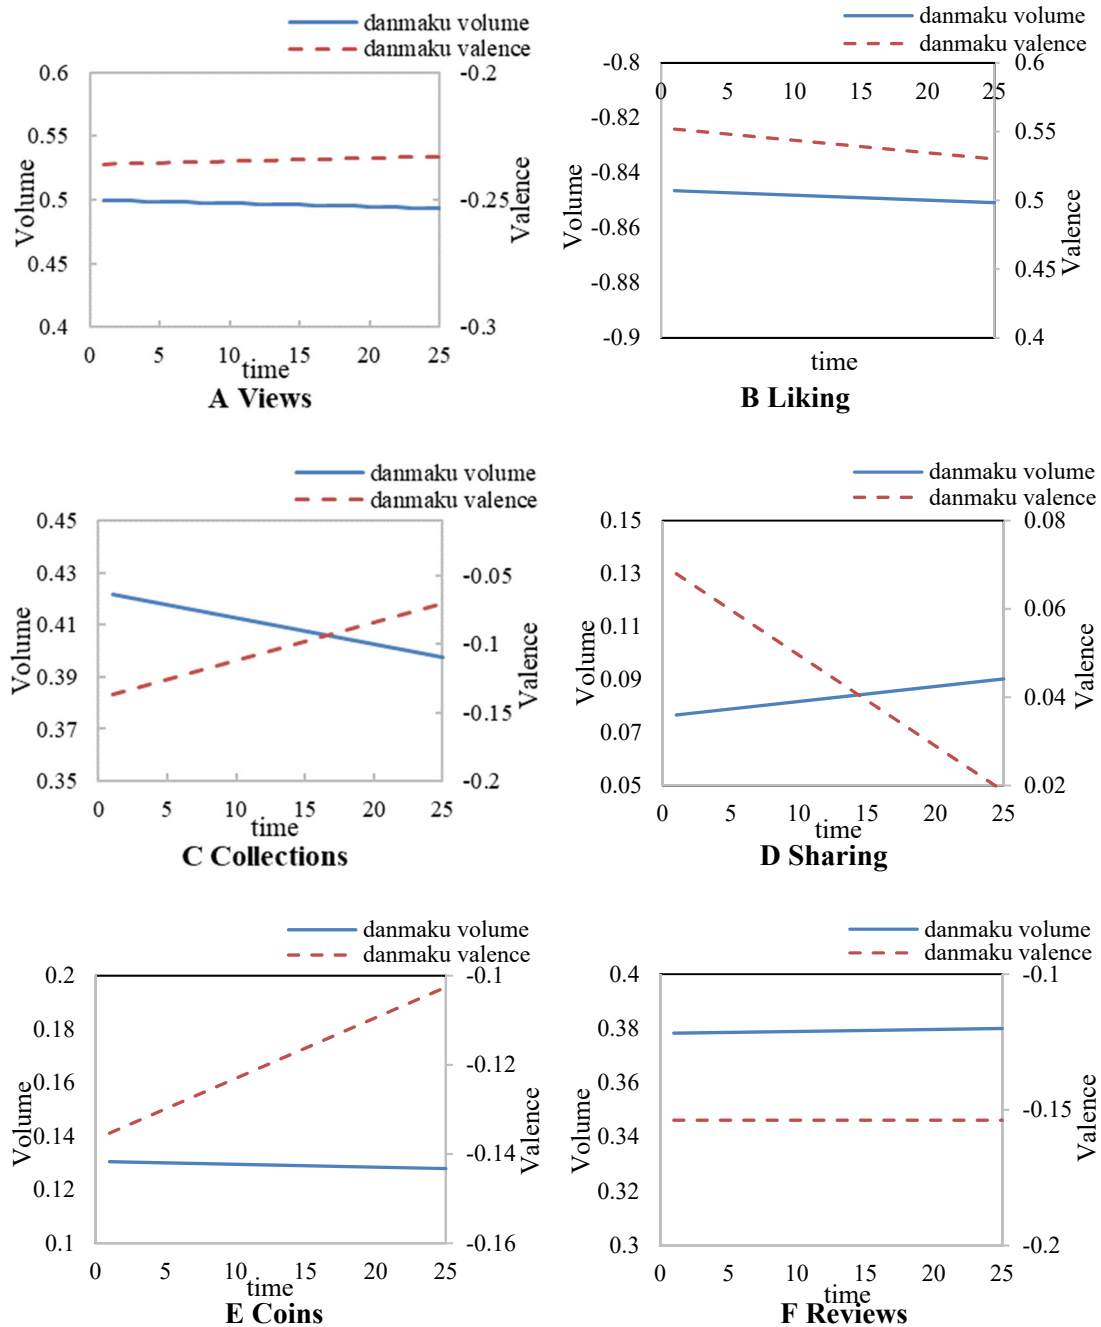 danmaku volume
danmaku valence
0.6
0.55
0.5
0.45
0.4
-0.2
-0.25
-0.3
Volume
Valence
0 5 10 15 20 25
time
A Views
danmaku volume
danmaku valence
-0.8
-0.82
-0.84
-0.86
-0.88
-0.9
0 5 10 15 20 25
0.6
0.55
0.5
0.45
0.4
Volume
Valence
time
B Liking
danmaku volume
danmaku valence
0.45
0.43
0.41
0.39
0.37
0.35
-0.05
-0.1
-0.15
-0.2
Volume
Valence
0 5 10 15 20 25
time
C Collections
danmaku volume
danmaku valence
0.15
0.13
0.11
0.09
0.07
0.05
0.08
0.06
0.04
0.02
Volume
Valence
0 5 10 15 20 25
time
D Sharing
danmaku volume
danmaku valence
0.2
0.18
0.16
0.14
0.12
0.1
-0.1
-0.12
-0.14
-0.16
Volume
Valence
0 5 10 15 20 25
time
E Coins
danmaku volume
danmaku valence
0.4
0.38
0.36
0.34
0.32
0.3
-0.1
-0.15
-0.2
Volume
Valence
0 5 10 15 20 25
time
F Reviews